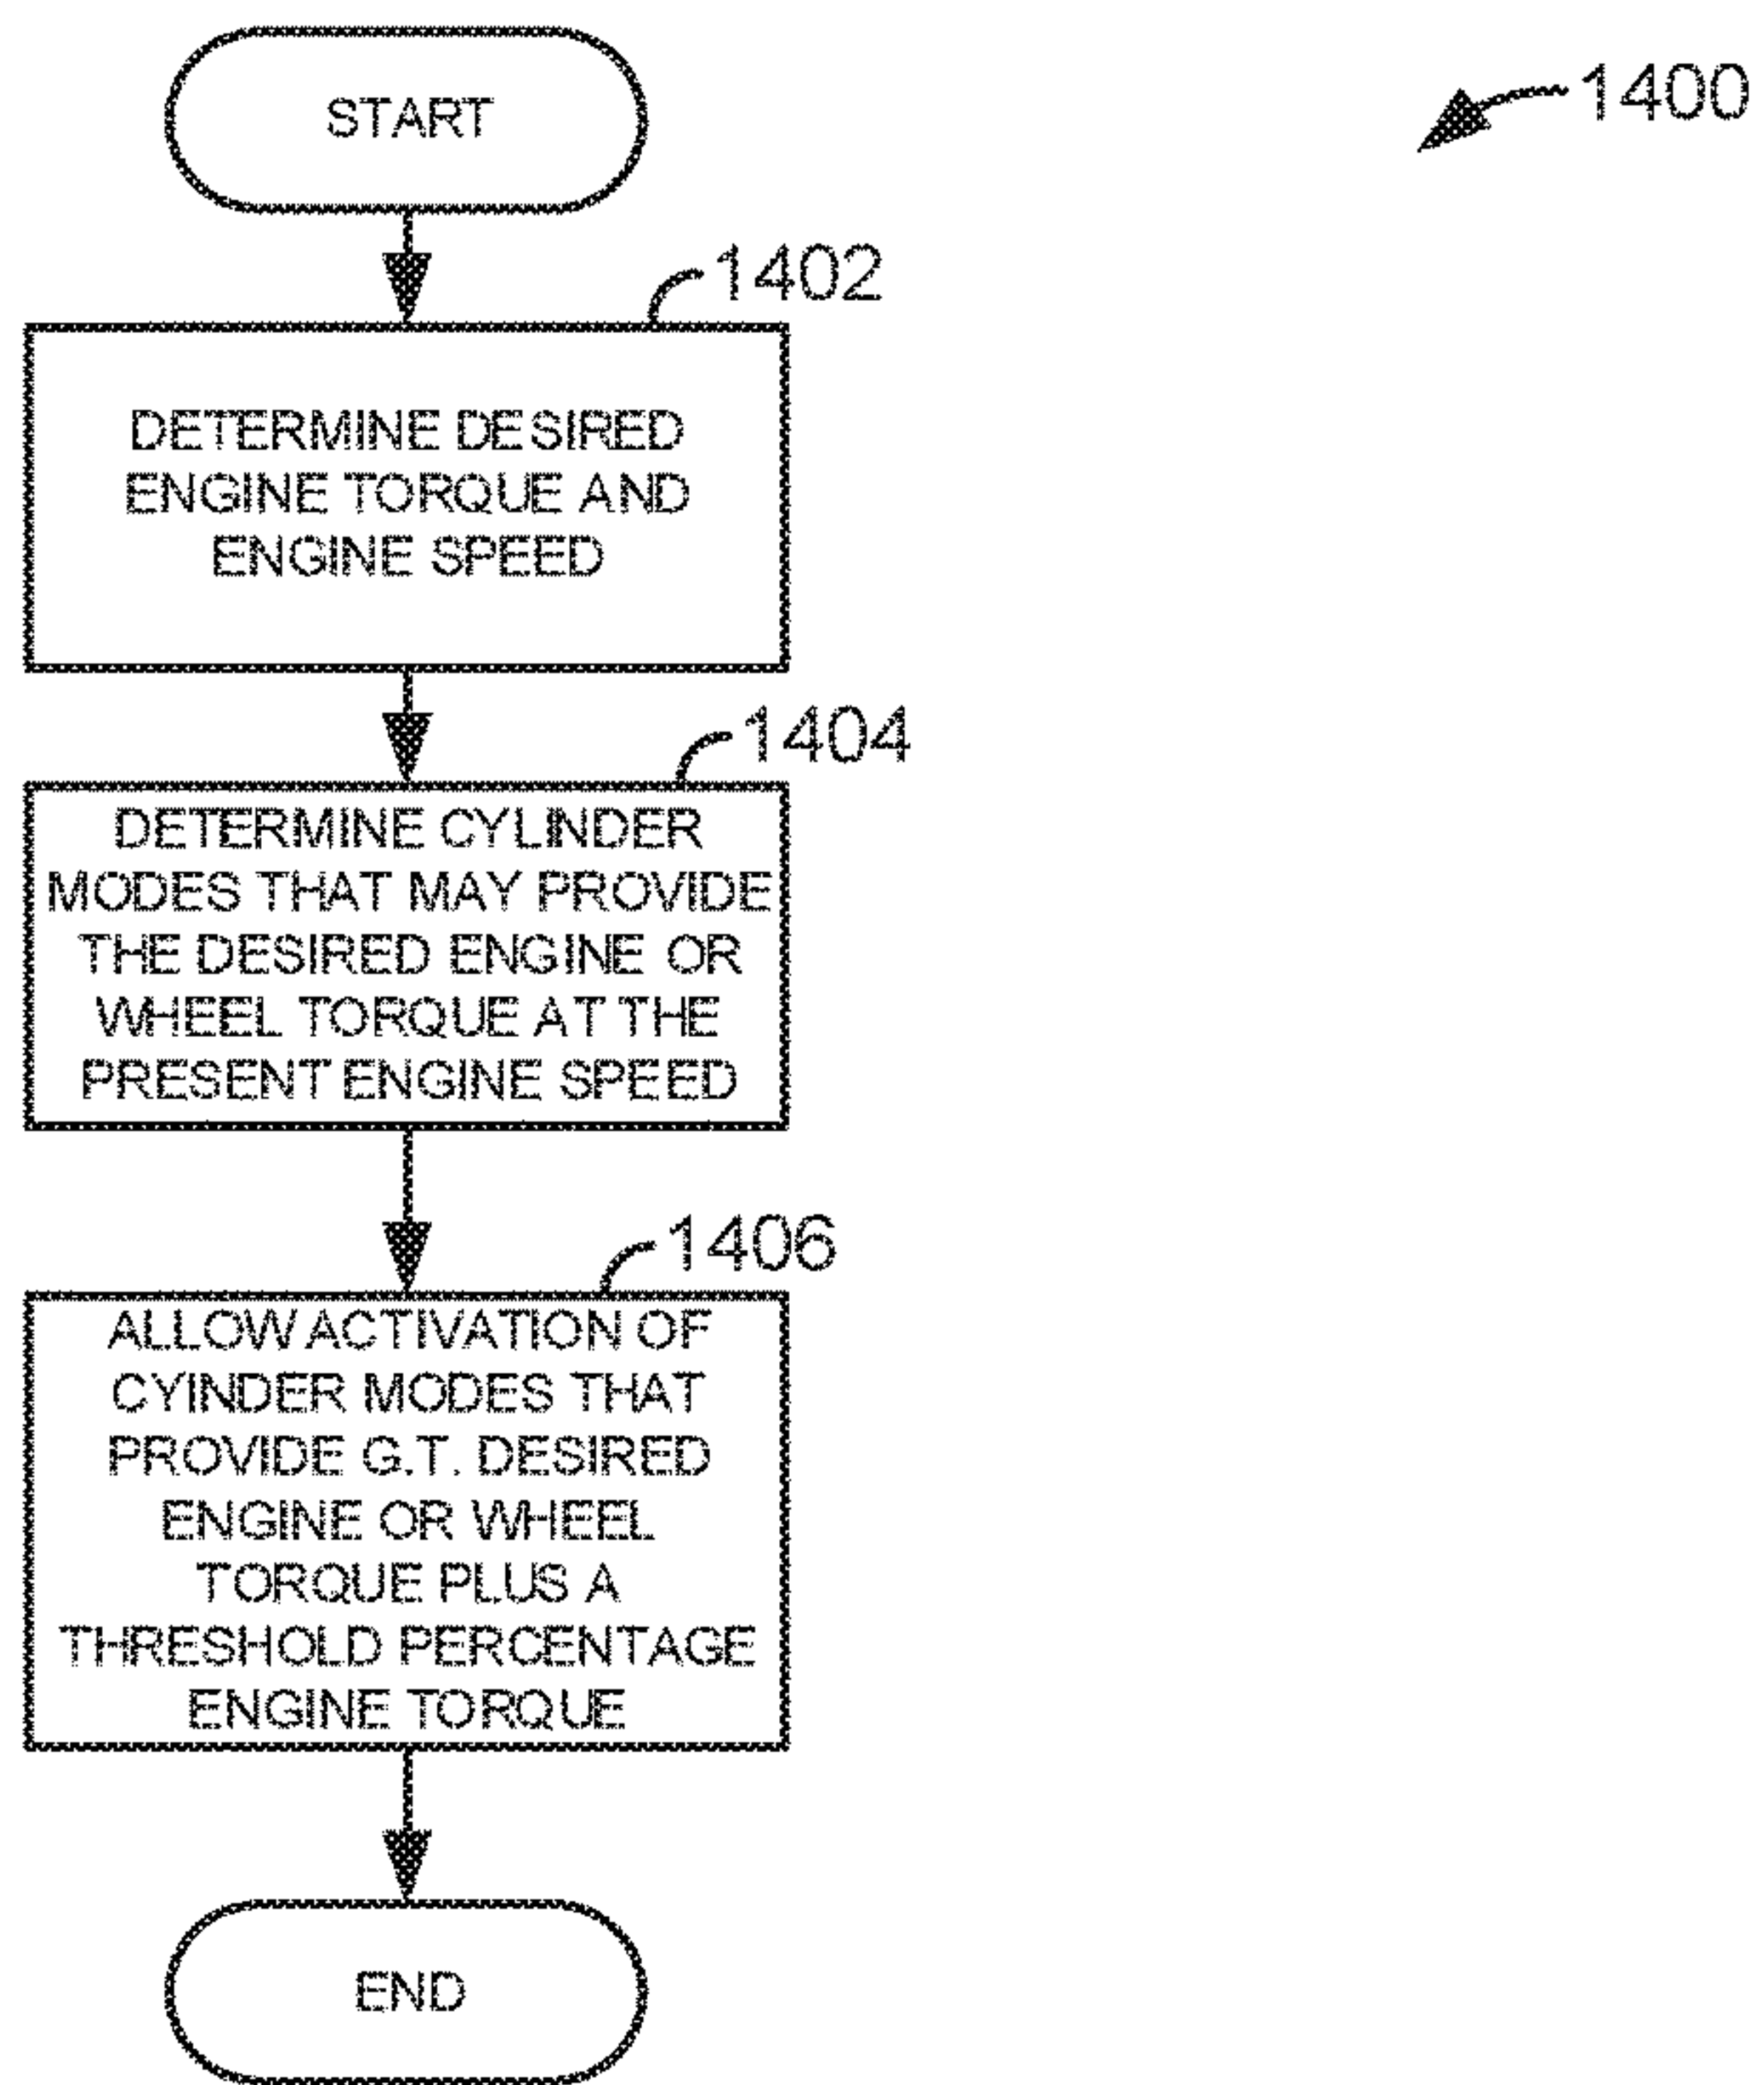 START
1400
1402
DETERMINE DESIRED
ENGINE TORQUE AND
ENGINE SPEED
1404
DETERMINE CYLINDER
MODES THAT MAY PROVIDE
THE DESIRED ENGINE OR
WHEEL TORQUE AT THE
PRESENT ENGINE SPEED
1406
ALLOW ACTIVATION OF
CYINDER MODES THAT
PROVIDE G.T. DESIRED
ENGINE OR WHEEL
TORQUE PLUS A
THRESHOLD PERCENTAGE
ENGINE TORQUE
END